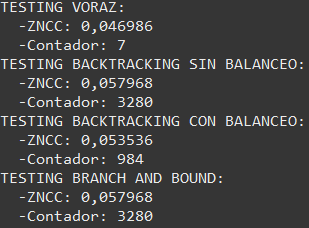 TESTING VORAZ:
-ZNCC: 0,046986
-Contador: 7
TESTING BACKTRACKING SIN BALANCEO:
-ZNCC: 0,057968
-Contador: 3280
TESTING BACKTRACKING CON BALANCEO:
-ZNCC: 0,053536
-Contador: 984
TESTING BRANCH AND BOUND:
-ZNCC: 0,057968
-Contador: 3280